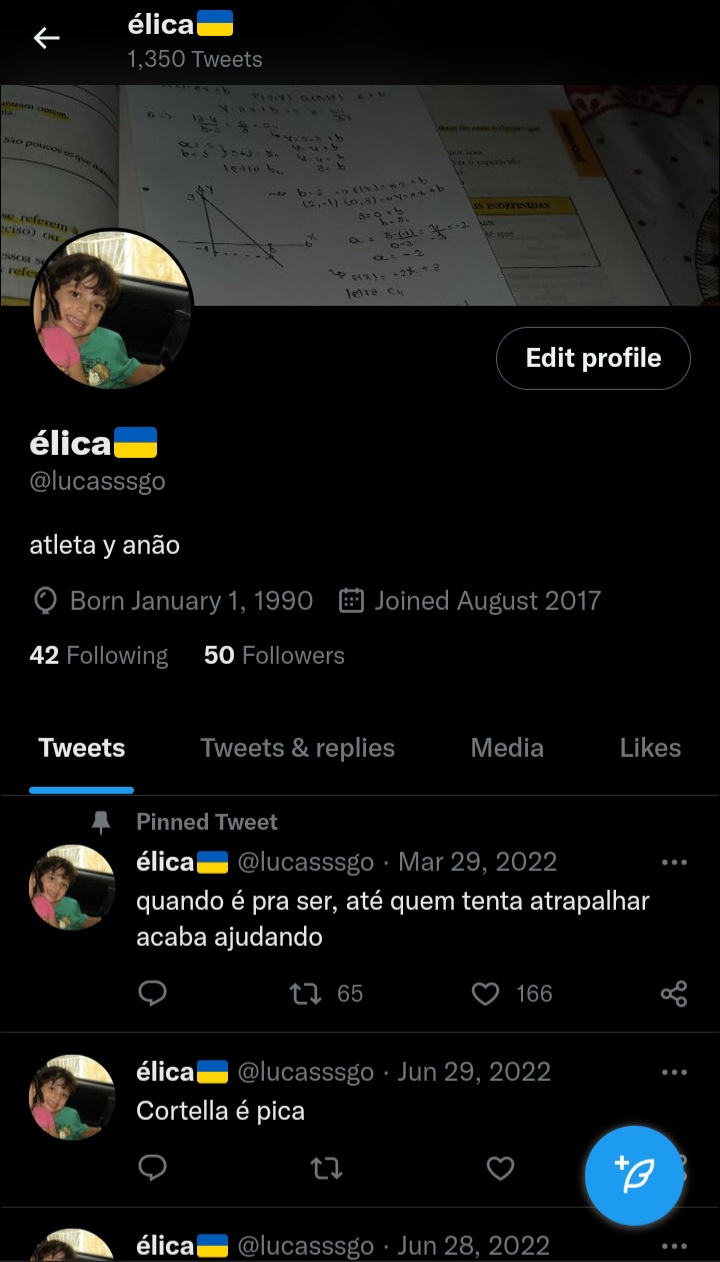 élica🇺🇦
1,350 Tweets
letra b,
letra c,
Edit profile
élica🇺🇦
@lucasssgo
atleta y anão
Born January 1, 1990 Joined August 2017
42 Following 50 Followers
Tweets Tweets & replies Media Likes
Pinned Tweet
élica🇺🇦 @lucasssgo · Mar 29, 2022
quando é pra ser, até quem tenta atrapalhar
acaba ajudando
65 166
élica🇺🇦 @lucasssgo · Jun 29, 2022
Cortella é pica
élica🇺🇦 @lucasssgo · Jun 28, 2022